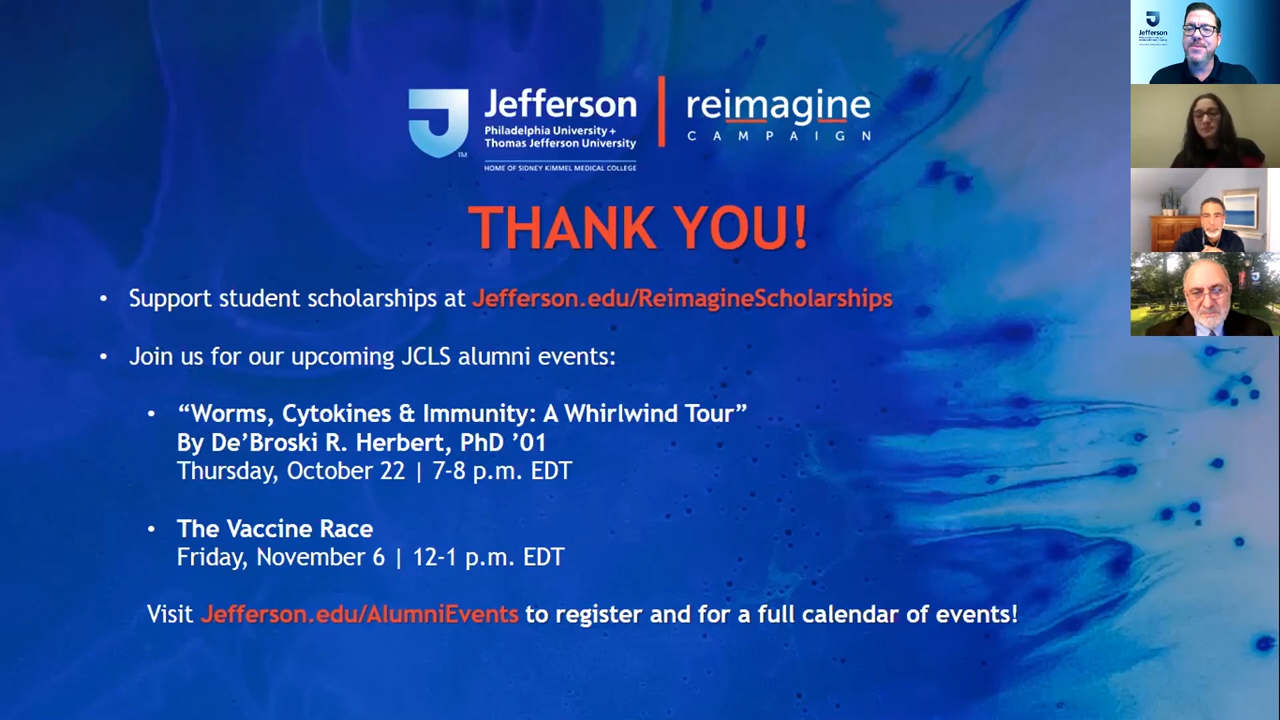 Jefferson
Philadelphia University +
Thomas Jefferson University
TM
HOME OF SIDNEY KIMMEL MEDICAL COLLEGE
reimagine
CAMPAIGN
THANK YOU!
• Support student scholarships at Jefferson.edu/ReimagineScholarships
• Join us for our upcoming JCLS alumni events:
• “Worms, Cytokines & Immunity: A Whirlwind Tour”
By De’Broski R. Herbert, PhD ’01
Thursday, October 22 | 7-8 p.m. EDT
• The Vaccine Race
Friday, November 6 | 12-1 p.m. EDT
Visit Jefferson.edu/AlumniEvents to register and for a full calendar of events!
Jefferson